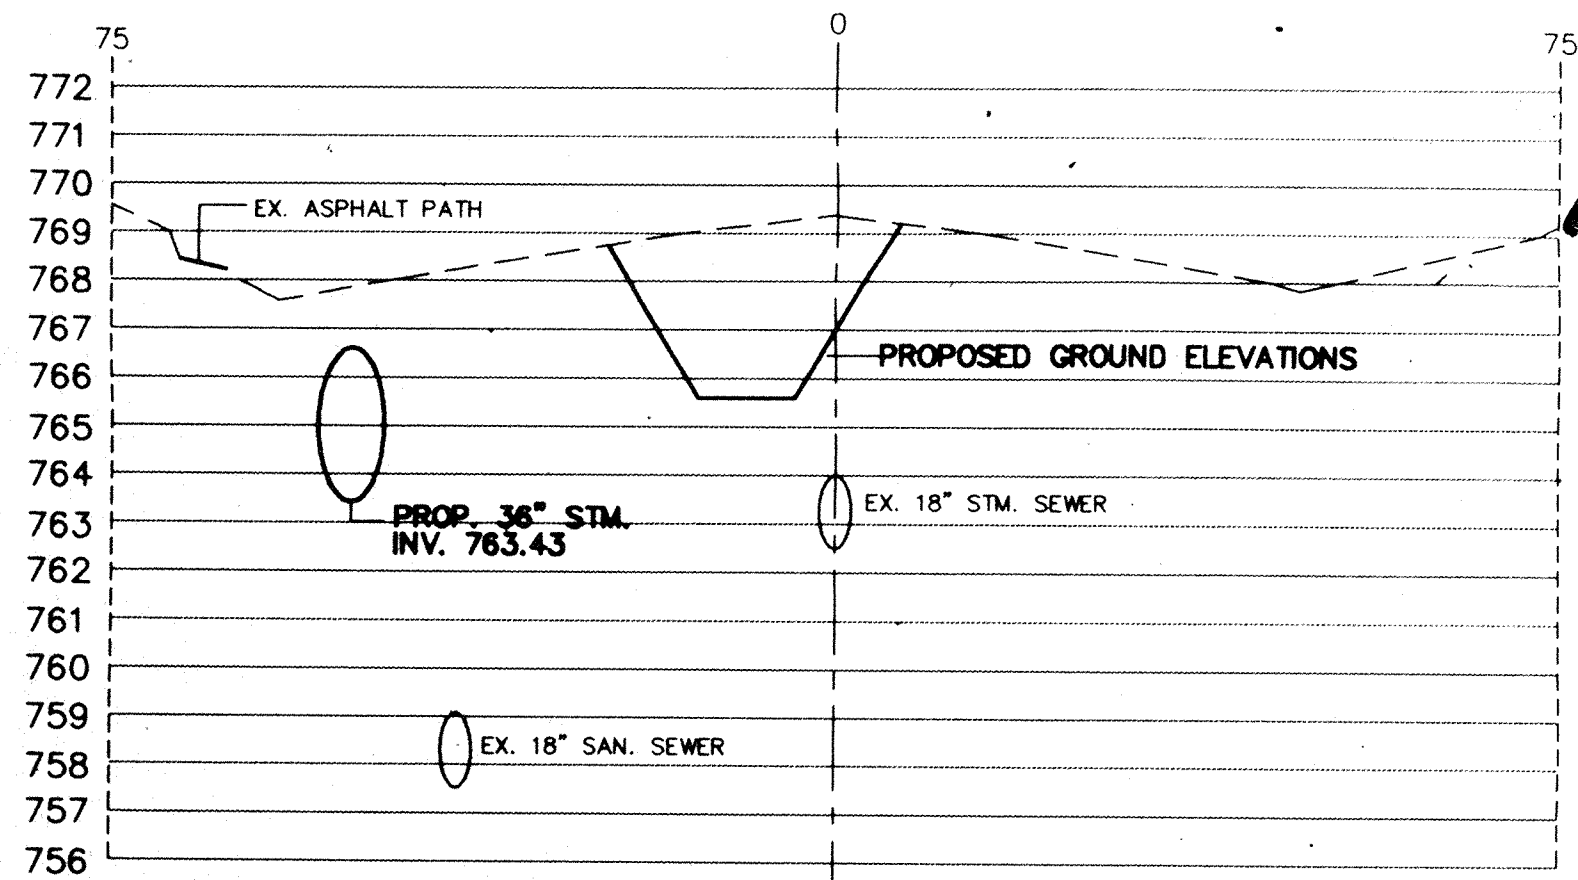 75 0 75
772
771
770
EX. ASPHALT PATH
769
768
767
PROPOSED GROUND ELEVATIONS
766
765
764
EX. 18" STM. SEWER
PROP. 36" STM.
763
INV. 763.43
762
761
760
759
EX. 18" SAN. SEWER
758
757
756